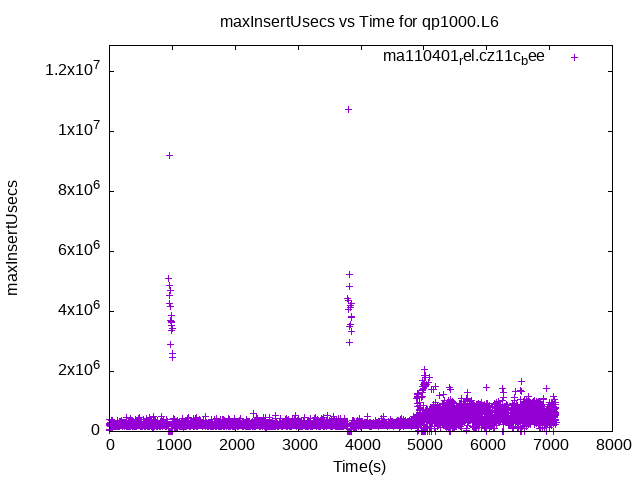 maxInsertUsecs vs Time for qp1000.L6
ma110401_rel.cz11c_bee
1.2x10^7
1x10^7
8x10^6
6x10^6
4x10^6
2x10^6
0
maxInsertUsecs
0 1000 2000 3000 4000 5000 6000 7000 8000
Time(s)